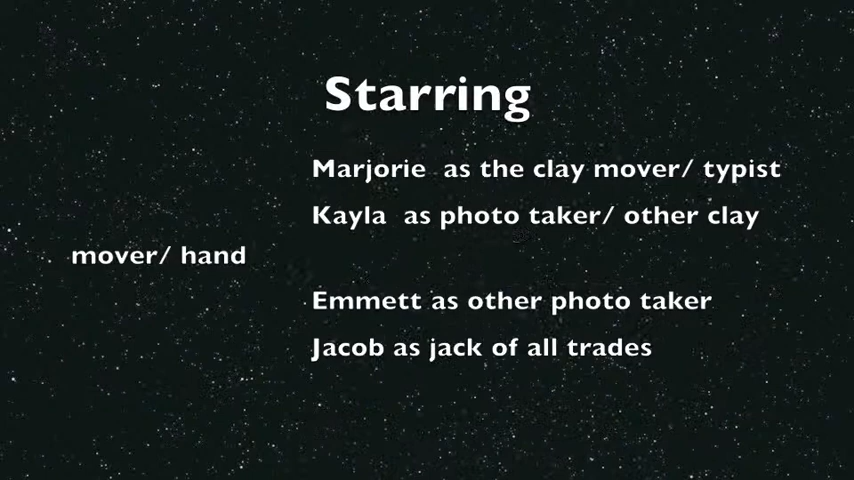 Starring
Marjorie as the clay mover/ typist
Kayla as photo taker/ other clay
mover/ hand
Emmett as other photo taker
Jacob as jack of all trades